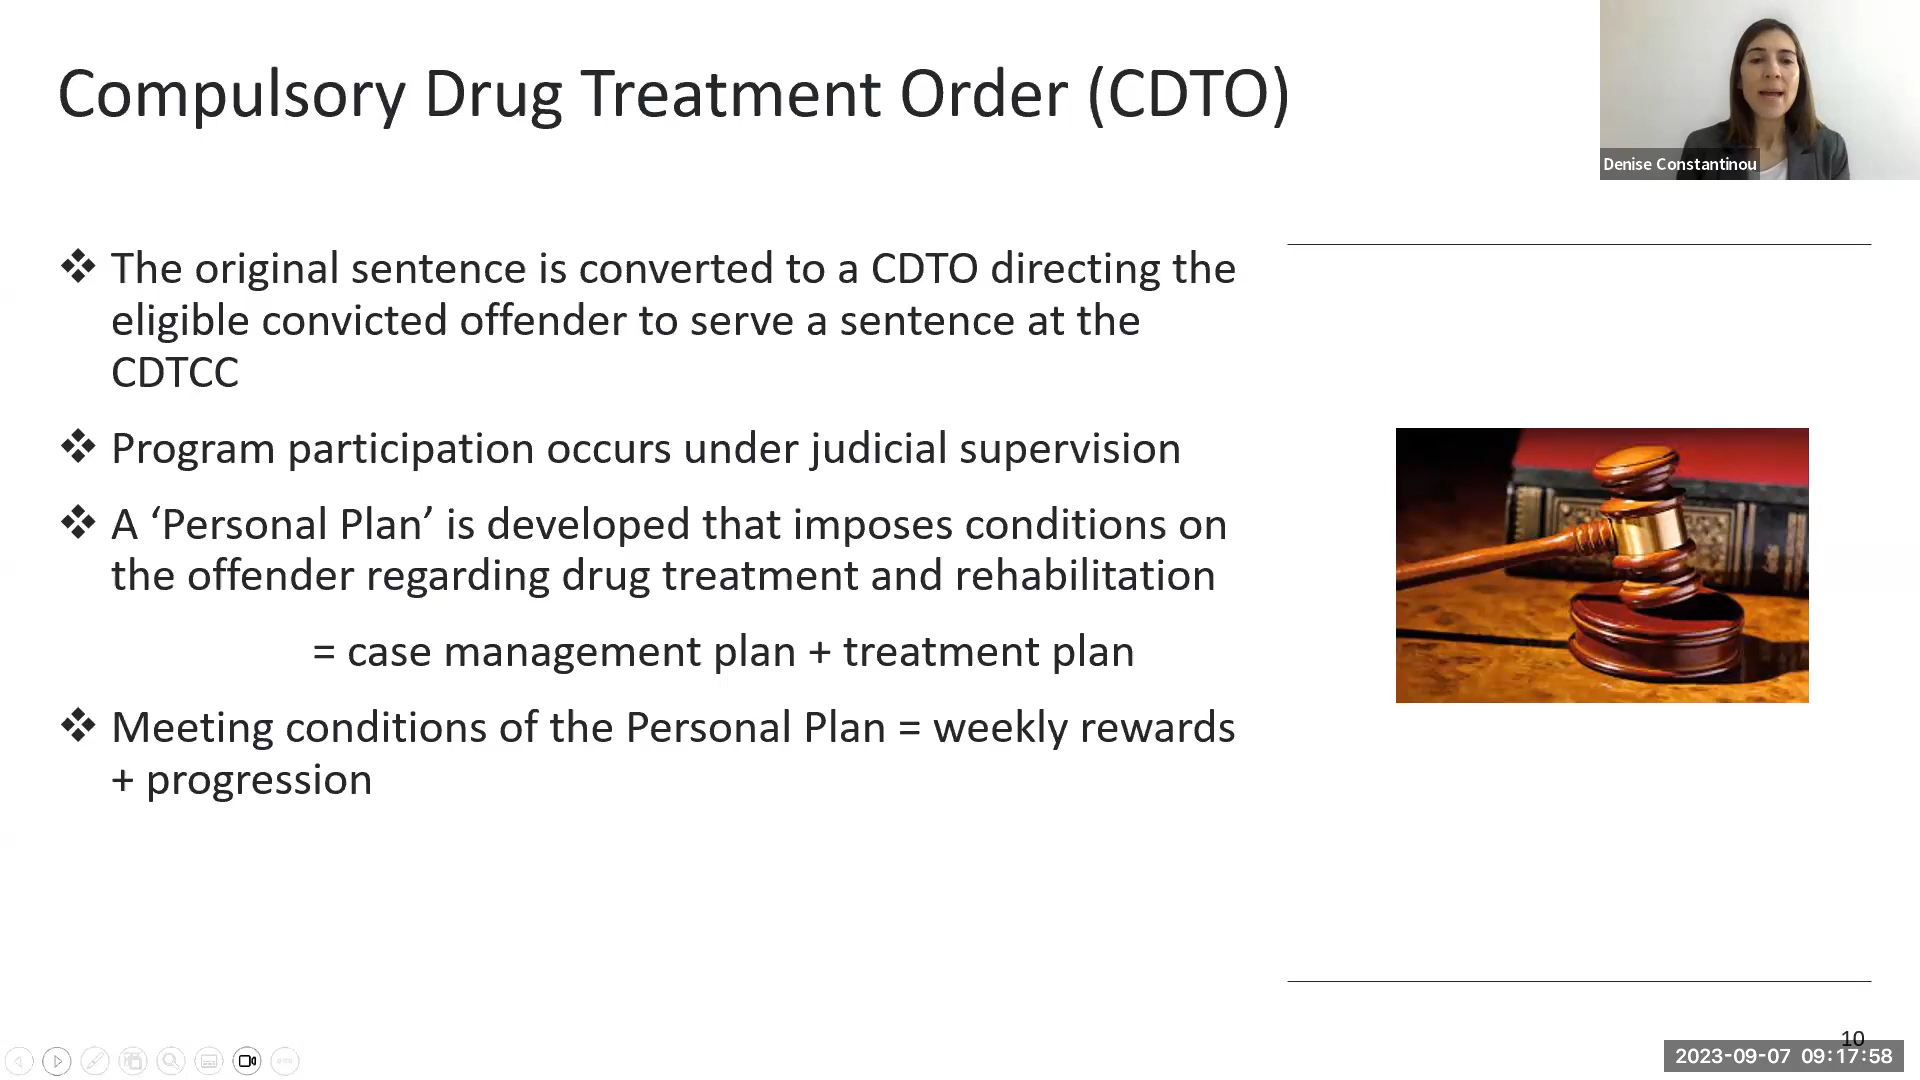 Compulsory Drug Treatment Order (CDTO)
Denise Constantinou
❖ The original sentence is converted to a CDTO directing the
eligible convicted offender to serve a sentence at the
CDTCC
❖ Program participation occurs under judicial supervision
❖ A ‘Personal Plan’ is developed that imposes conditions on
the offender regarding drug treatment and rehabilitation
= case management plan + treatment plan
❖ Meeting conditions of the Personal Plan = weekly rewards
+ progression
10
2023-09-07 09:17:58